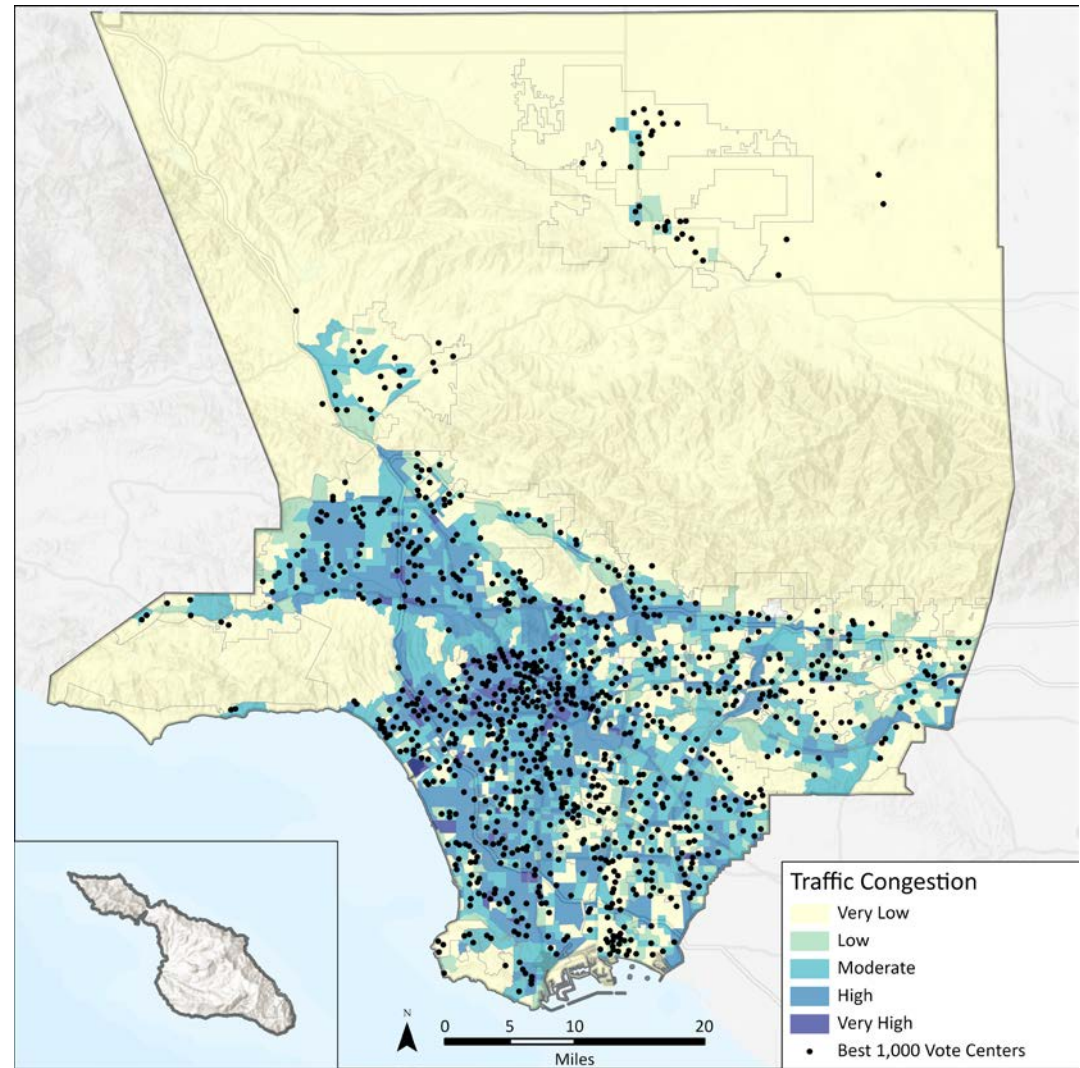 Traffic Congestion
Very Low
Low
Moderate
High
Very High
Best 1,000 Vote Centers
N
0 5 10 20
Miles